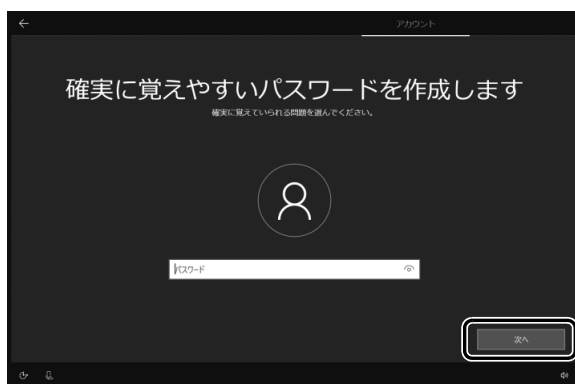 アカウント
確実に覚えやすいパスワードを作成します
確実に覚えていられる問題を選んでください。
パスワード
次へ